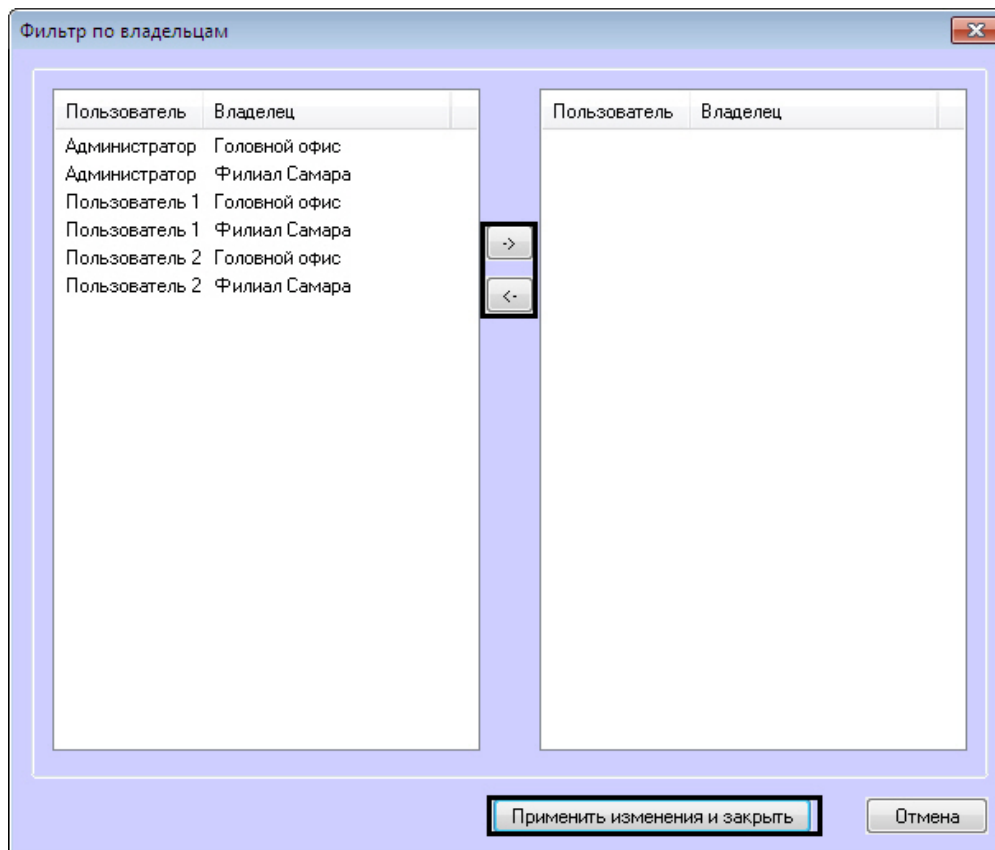 Фильтр по владельцам
Пользователь Владелец
Администратор Головной офис
Администратор Филиал Самара
Пользователь 1 Головной офис
Пользователь 1 Филиал Самара
Пользователь 2 Головной офис
Пользователь 2 Филиал Самара
->
<-
Пользователь Владелец
Применить изменения и закрыть
Отмена